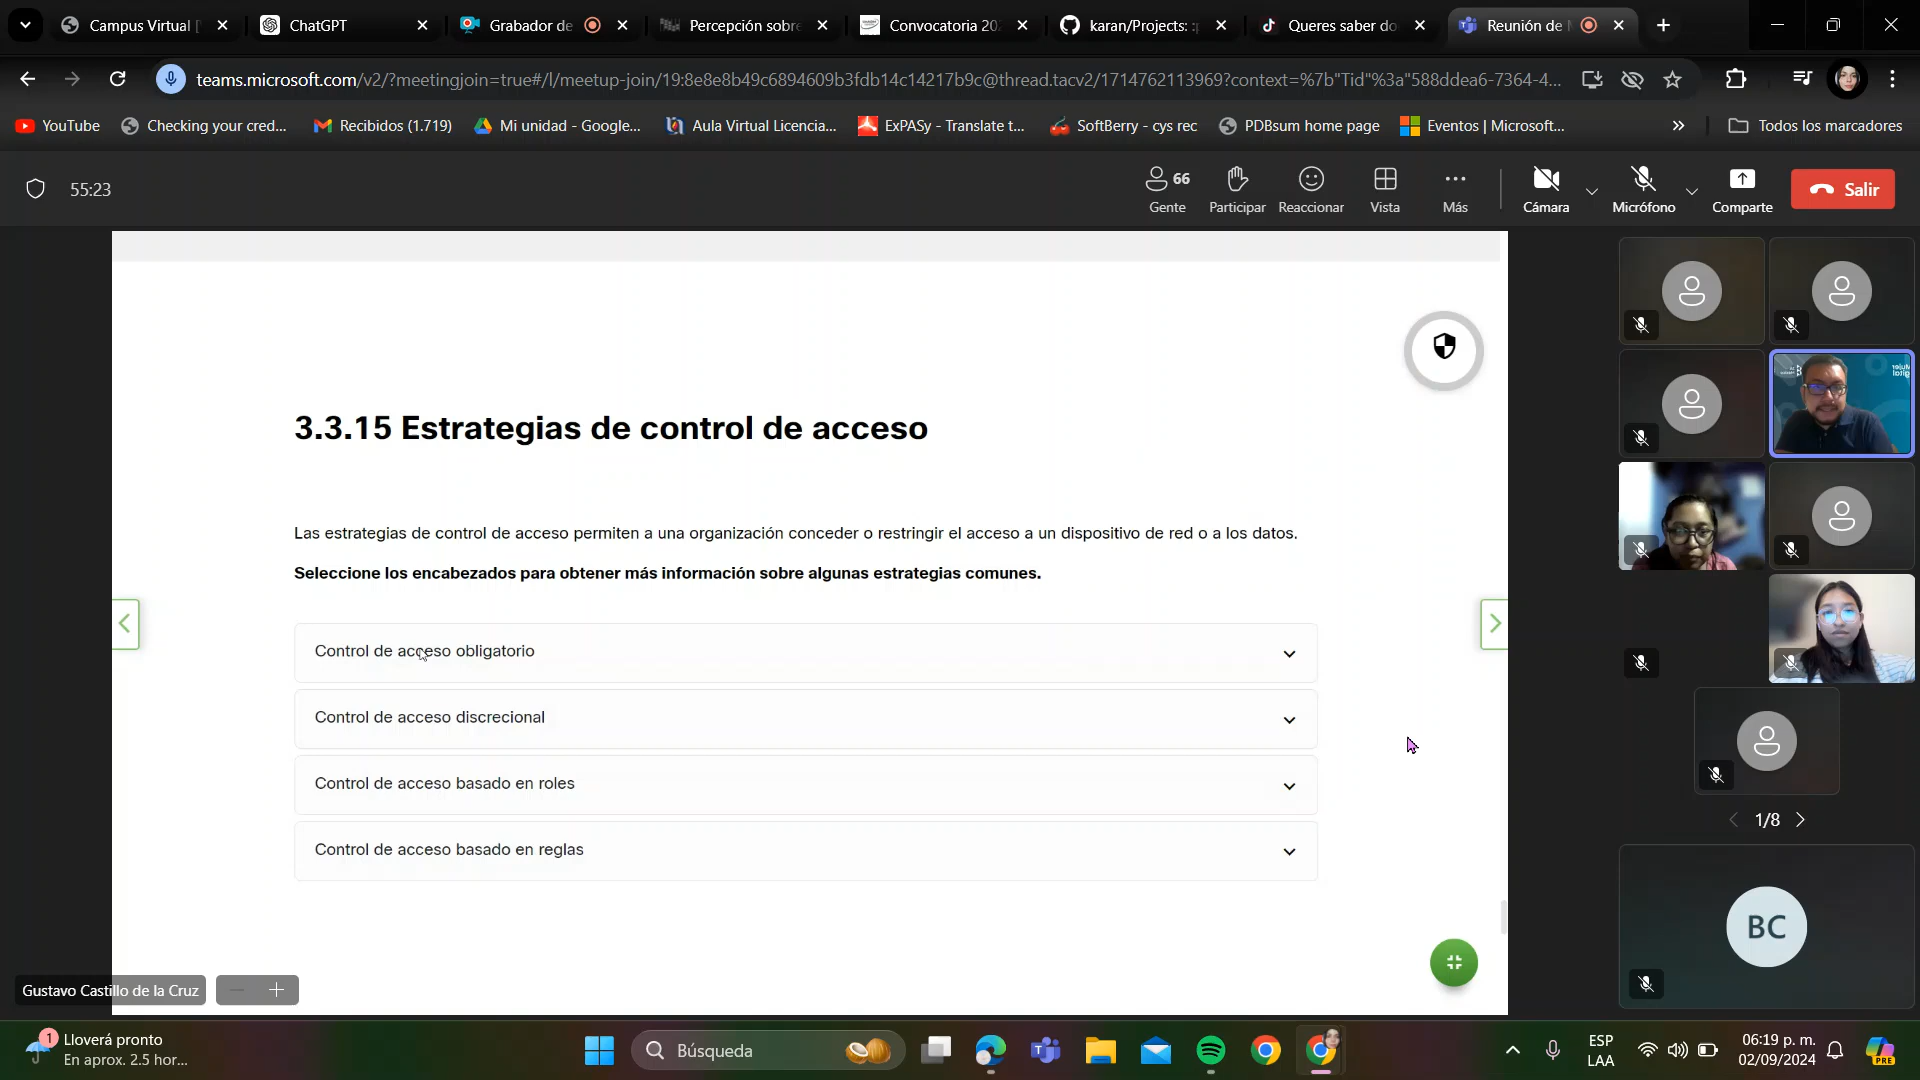 Campus Virtual [
ChatGPT
Grabador de
Percepción sobre
Convocatoria 202
karan/Projects: :p
Queres saber do
Reunión de
teams.microsoft.com/v2/?meetingjoin=true#/l/meetup-join/19:8e8e8b49c6894609b3fdb14c14217b9c@thread.tacv2/1714762113969?context=%7b"Tid"%3a"588ddea6-7364-4...
YouTube
Checking your cred...
Recibidos (1.719)
Mi unidad - Google...
Aula Virtual Licencia...
ExPASy - Translate t...
SoftBerry - cys rec
PDBsum home page
Eventos | Microsoft...
Todos los marcadores
55:23
66
Gente
Participar
Reaccionar
Vista
Más
Cámara
Micrófono
Comparte
Salir
3.3.15 Estrategias de control de acceso
Las estrategias de control de acceso permiten a una organización conceder o restringir el acceso a un dispositivo de red o a los datos.
Seleccione los encabezados para obtener más información sobre algunas estrategias comunes.
Control de acceso obligatorio
Control de acceso discrecional
Control de acceso basado en roles
Control de acceso basado en reglas
1/8
BC
Gustavo Castillo de la Cruz
1
Lloverá pronto
En aprox. 2.5 hor...
Búsqueda
ESP
LAA
06:19 p. m.
02/09/2024
PRE